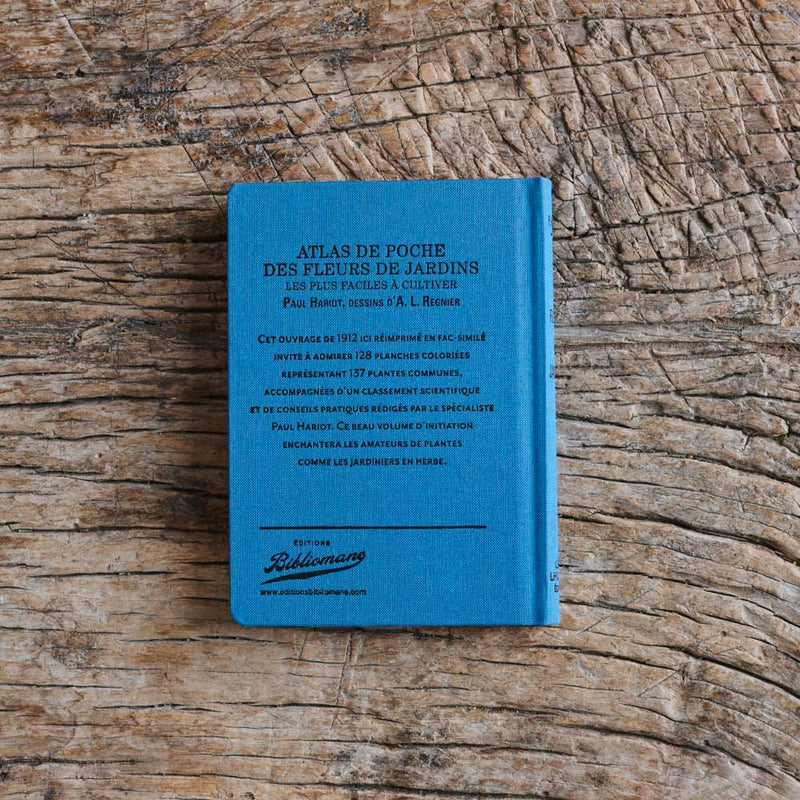 ATLAS DE POCHE
DES FLEURS DE JARDINS
LES PLUS FACILES À CULTIVER
PAUL HARIOT, DESSINS D'A. L. REGNIER
CET OUVRAGE DE 1912 ICI RÉIMPRIMÉ EN FAC-SIMILÉ
INVITE À ADMIRER 128 PLANCHES COLORIÉES
REPRÉSENTANT 137 PLANTES COMMUNES,
ACCOMPAGNÉES D'UN CLASSEMENT SCIENTIFIQUE
ET DE CONSEILS PRATIQUES RÉDIGÉS PAR LE SPÉCIALISTE
PAUL HARIOT. CE BEAU VOLUME D'INITIATION
ENCHANTERA LES AMATEURS DE PLANTES
COMME LES JARDINIERS EN HERBE.
ÉDITIONS
Bibliomane
www.editionsbibliomane.com